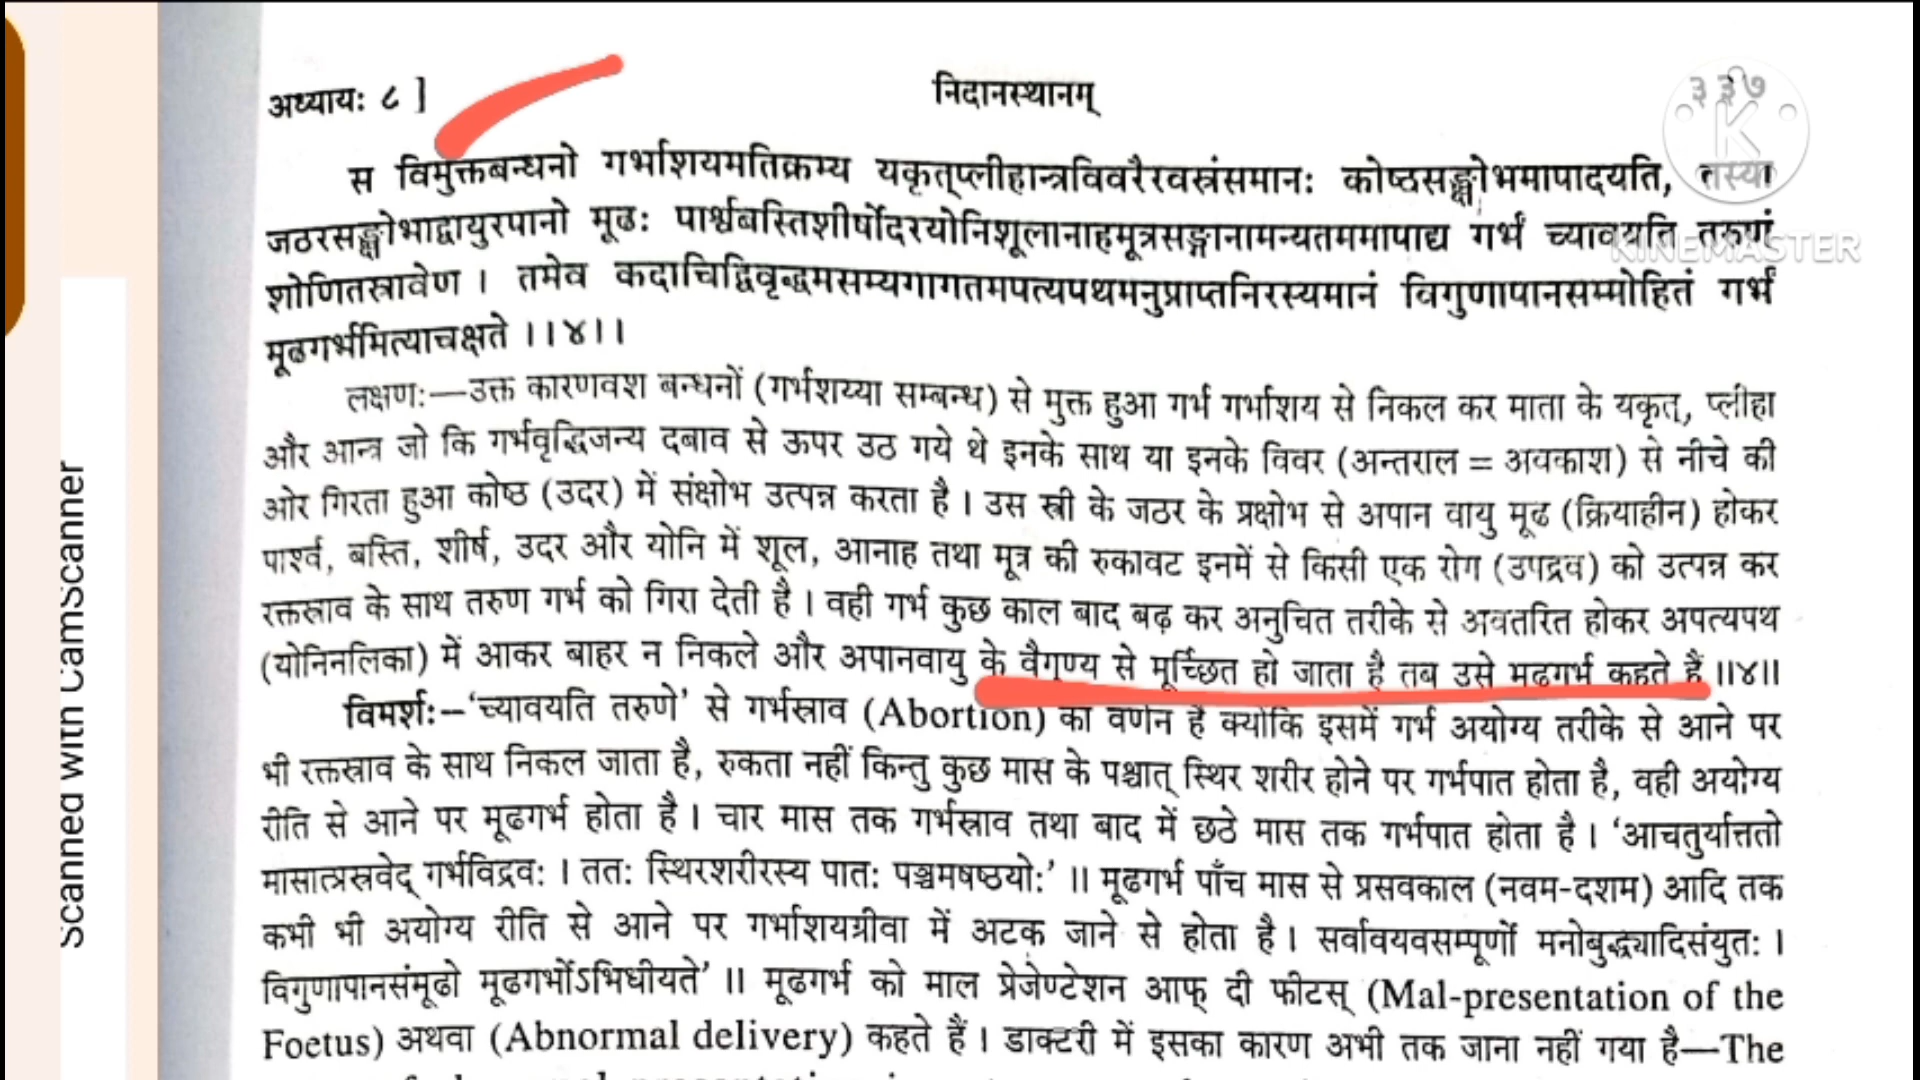 अध्यायः ८ ]
निदानस्थानम्
३३७
स विमुक्तबन्धनो गर्भाशयमतिक्रम्य यकृत्प्लीहान्त्रविवरैरवस्रंसमानः कोष्ठसङ्क्षोभमापादयति, तस्या
जठरसङ्क्षोभाद्वायुरपानो मूढः पार्श्वबस्तिशीर्षोदरयोनिशूलानाहमूत्रसङ्गानामन्यतममापाद्य गर्भं च्यावयति तरुणं
KINEMASTER
शोणितस्रावेण । तमेव कदाचिद्विवृद्धमसम्यगागतमपत्यपथमनुप्राप्तनिरस्यमानं विगुणापानसम्मोहितं गर्भं
मूढगर्भमित्याचक्षते ।।४।।
लक्षणः—उक्त कारणवश बन्धनों (गर्भशय्या सम्बन्ध) से मुक्त हुआ गर्भ गर्भाशय से निकल कर माता के यकृत्, प्लीहा
और आन्त्र जो कि गर्भवृद्धिजन्य दबाव से ऊपर उठ गये थे इनके साथ या इनके विवर (अन्तराल = अवकाश) से नीचे की
ओर गिरता हुआ कोष्ठ (उदर) में संक्षोभ उत्पन्न करता है । उस स्त्री के जठर के प्रक्षोभ से अपान वायु मूढ (क्रियाहीन) होकर
पार्श्व, बस्ति, शीर्ष, उदर और योनि में शूल, आनाह तथा मूत्र की रुकावट इनमें से किसी एक रोग (उपद्रव) को उत्पन्न कर
रक्तस्राव के साथ तरुण गर्भ को गिरा देती है । वही गर्भ कुछ काल बाद बढ़ कर अनुचित तरीके से अवतरित होकर अपत्यपथ
(योनिनलिका) में आकर बाहर न निकले और अपानवायु के वैगुण्य से मूर्च्छित हो जाता है तब उसे मूढगर्भ कहते हैं ॥४॥
विमर्शः–‘च्यावयति तरुणे’ से गर्भस्राव (Abortion) का वर्णन है क्योंकि इसमें गर्भ अयोग्य तरीके से आने पर
भी रक्तस्राव के साथ निकल जाता है, रुकता नहीं किन्तु कुछ मास के पश्चात् स्थिर शरीर होने पर गर्भपात होता है, वही अयोग्य
रीति से आने पर मूढगर्भ होता है । चार मास तक गर्भस्राव तथा बाद में छठे मास तक गर्भपात होता है । ‘आचतुर्थात्ततो
मासात्प्रस्रवेद् गर्भविद्रवः । ततः स्थिरशरीरस्य पातः पञ्चमषष्ठयोः’ ॥ मूढगर्भ पाँच मास से प्रसवकाल (नवम-दशम) आदि तक
कभी भी अयोग्य रीति से आने पर गर्भाशयग्रीवा में अटक जाने से होता है । सर्वावयवसम्पूर्णो मनोबुद्ध्यादिसंयुतः ।
विगुणापानसंमूढो मूढगर्भोऽभिधीयते’ ॥ मूढगर्भ को माल प्रेजेण्टेशन आफ् दी फीटस् (Mal-presentation of the
Foetus) अथवा (Abnormal delivery) कहते हैं । डाक्टरी में इसका कारण अभी तक जाना नहीं गया है—The
Scanned with CamScanner